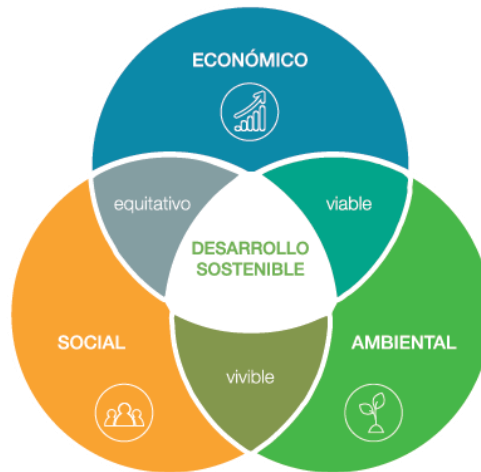 ECONÓMICO
equitativo
viable
DESARROLLO
SOSTENIBLE
SOCIAL
AMBIENTAL
vivible